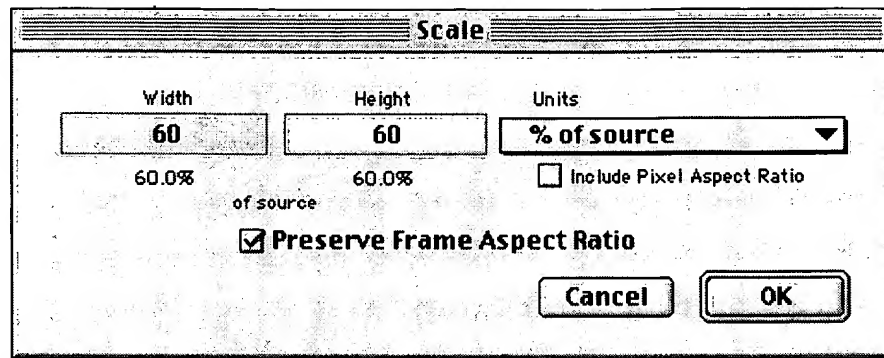 Scale
Width Height Units
60 60 % of source
60.0% 60.0% Include Pixel Aspect Ratio
of source
Preserve Frame Aspect Ratio
Cancel OK